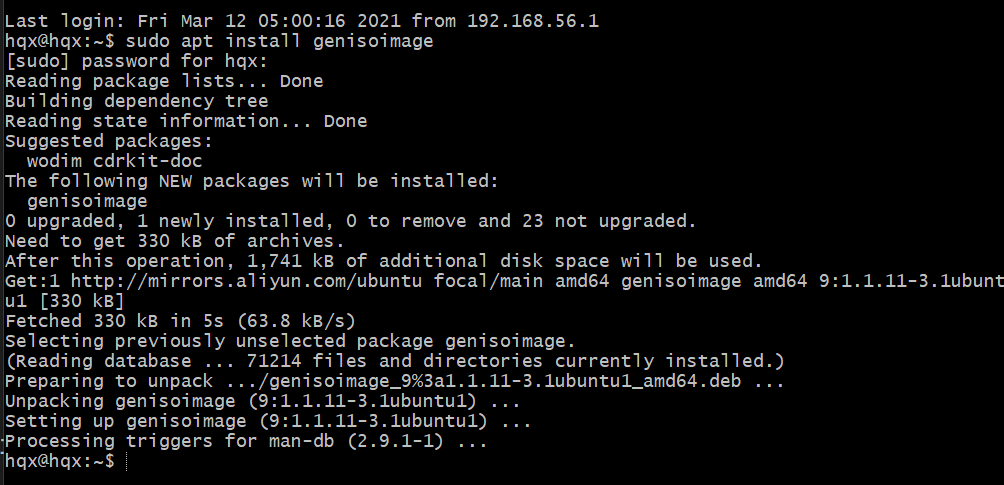 Last login: Fri Mar 12 05:00:16 2021 from 192.168.56.1
hqx@hqx:~$ sudo apt install genisoimage
[sudo] password for hqx:
Reading package lists... Done
Building dependency tree
Reading state information... Done
Suggested packages:
  wodim cdrkit-doc
The following NEW packages will be installed:
  genisoimage
0 upgraded, 1 newly installed, 0 to remove and 23 not upgraded.
Need to get 330 kB of archives.
After this operation, 1,741 kB of additional disk space will be used.
Get:1 http://mirrors.aliyun.com/ubuntu focal/main amd64 genisoimage amd64 9:1.1.11-3.1ubunt
u1 [330 kB]
Fetched 330 kB in 5s (63.8 kB/s)
Selecting previously unselected package genisoimage.
(Reading database ... 71214 files and directories currently installed.)
Preparing to unpack .../genisoimage_9%3a1.1.11-3.1ubuntu1_amd64.deb ...
Unpacking genisoimage (9:1.1.11-3.1ubuntu1) ...
Setting up genisoimage (9:1.1.11-3.1ubuntu1) ...
Processing triggers for man-db (2.9.1-1) ...
hqx@hqx:~$